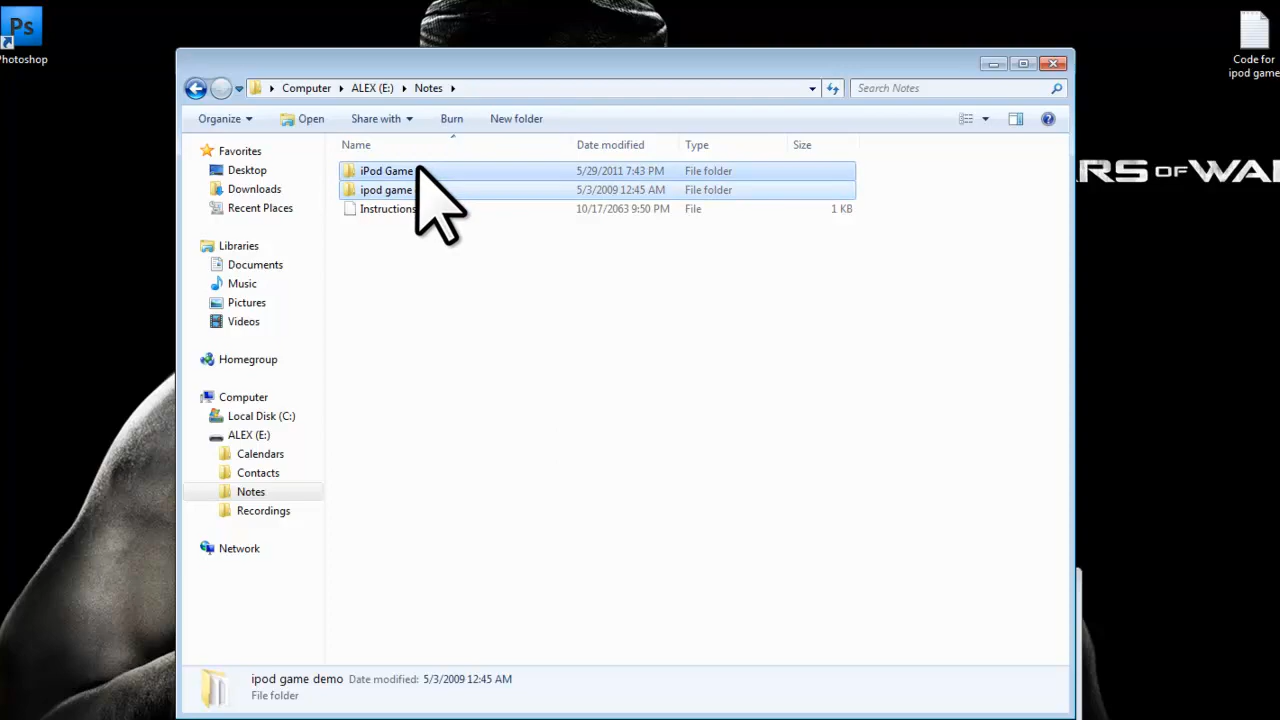 Ps
Photoshop
Code for
ipod game
Computer ALEX (E:) Notes
Search Notes
Organize Open Share with Burn New folder
Name Date modified Type Size
iPod Game 5/29/2011 7:43 PM File folder
ipod game 5/3/2009 12:45 AM File folder
Instructions 10/17/2063 9:50 PM File 1 KB
Favorites
Desktop
Downloads
Recent Places
Libraries
Documents
Music
Pictures
Videos
Homegroup
Computer
Local Disk (C:)
ALEX (E:)
Calendars
Contacts
Notes
Recordings
Network
RS OF WA
ipod game demo Date modified: 5/3/2009 12:45 AM
File folder